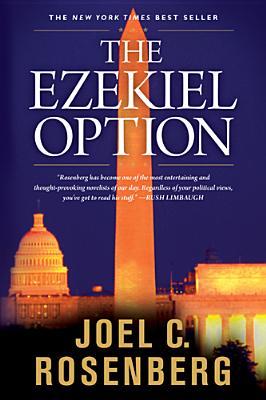 THE NEW YORK TIMES BEST SELLER
THE
EZEKIEL
OPTION
"Rosenberg has become one of the most entertaining and
thought-provoking novelists of our day. Regardless of your political views,
you've got to read his stuff." —RUSH LIMBAUGH
JOEL C.
ROSENBERG